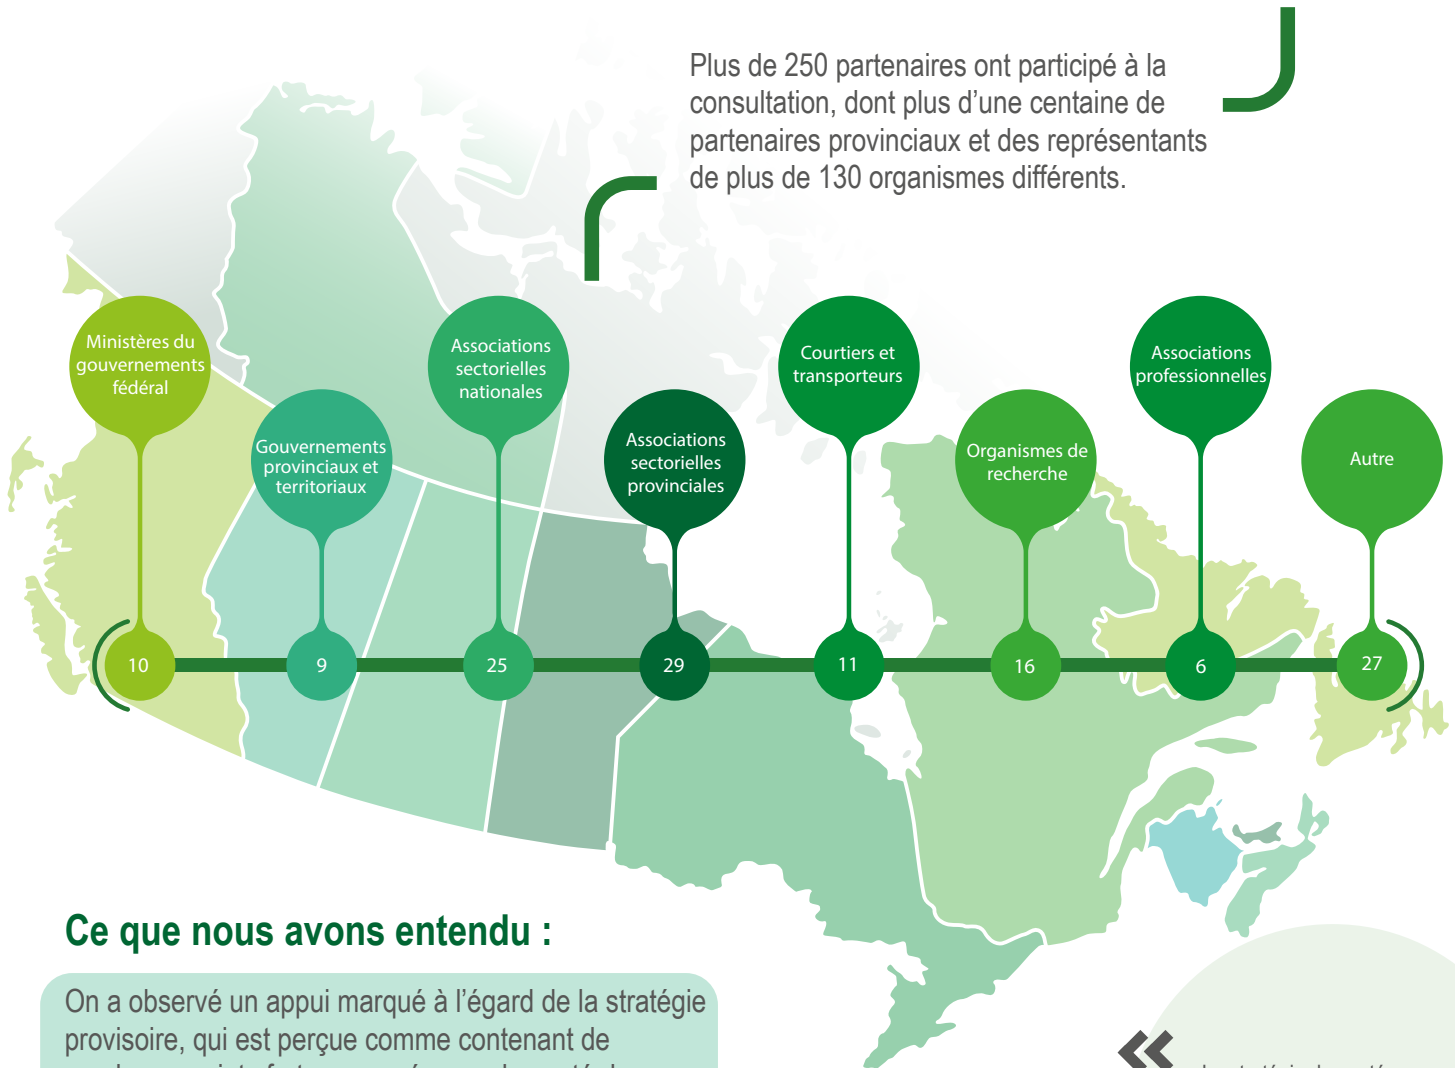 Plus de 250 partenaires ont participé à la
consultation, dont plus d’une centaine de
partenaires provinciaux et des représentants
de plus de 130 organismes différents.
Ministères du
gouvernements
fédéral
Gouvernements
provinciaux et
territoriaux
Associations
sectorielles
nationales
Associations
sectorielles
provinciales
Courtiers et
transporteurs
Organismes de
recherche
Associations
professionnelles
Autre
10
9
25
29
11
16
6
27
Ce que nous avons entendu :
On a observé un appui marqué à l’égard de la stratégie
provisoire, qui est perçue comme contenant de
«